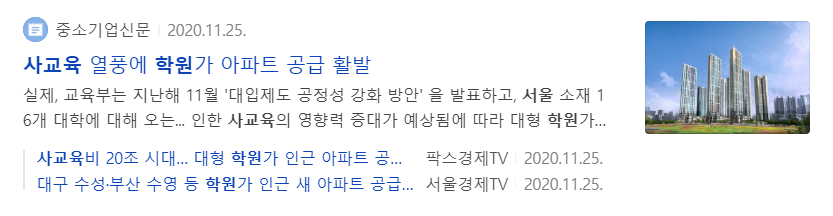 중소기업신문 2020.11.25.
사교육 열풍에 학원가 아파트 공급 활발
실제, 교육부는 지난해 11월 '대입제도 공정성 강화 방안' 을 발표하고, 서울 소재 1
6개 대학에 대해 오는... 인한 사교육의 영향력 증대가 예상됨에 따라 대형 학원가...
사교육비 20조 시대... 대형 학원가 인근 아파트 공... 팍스경제TV 2020.11.25.
대구 수성·부산 수영 등 학원가 인근 새 아파트 공급... 서울경제TV 2020.11.25.